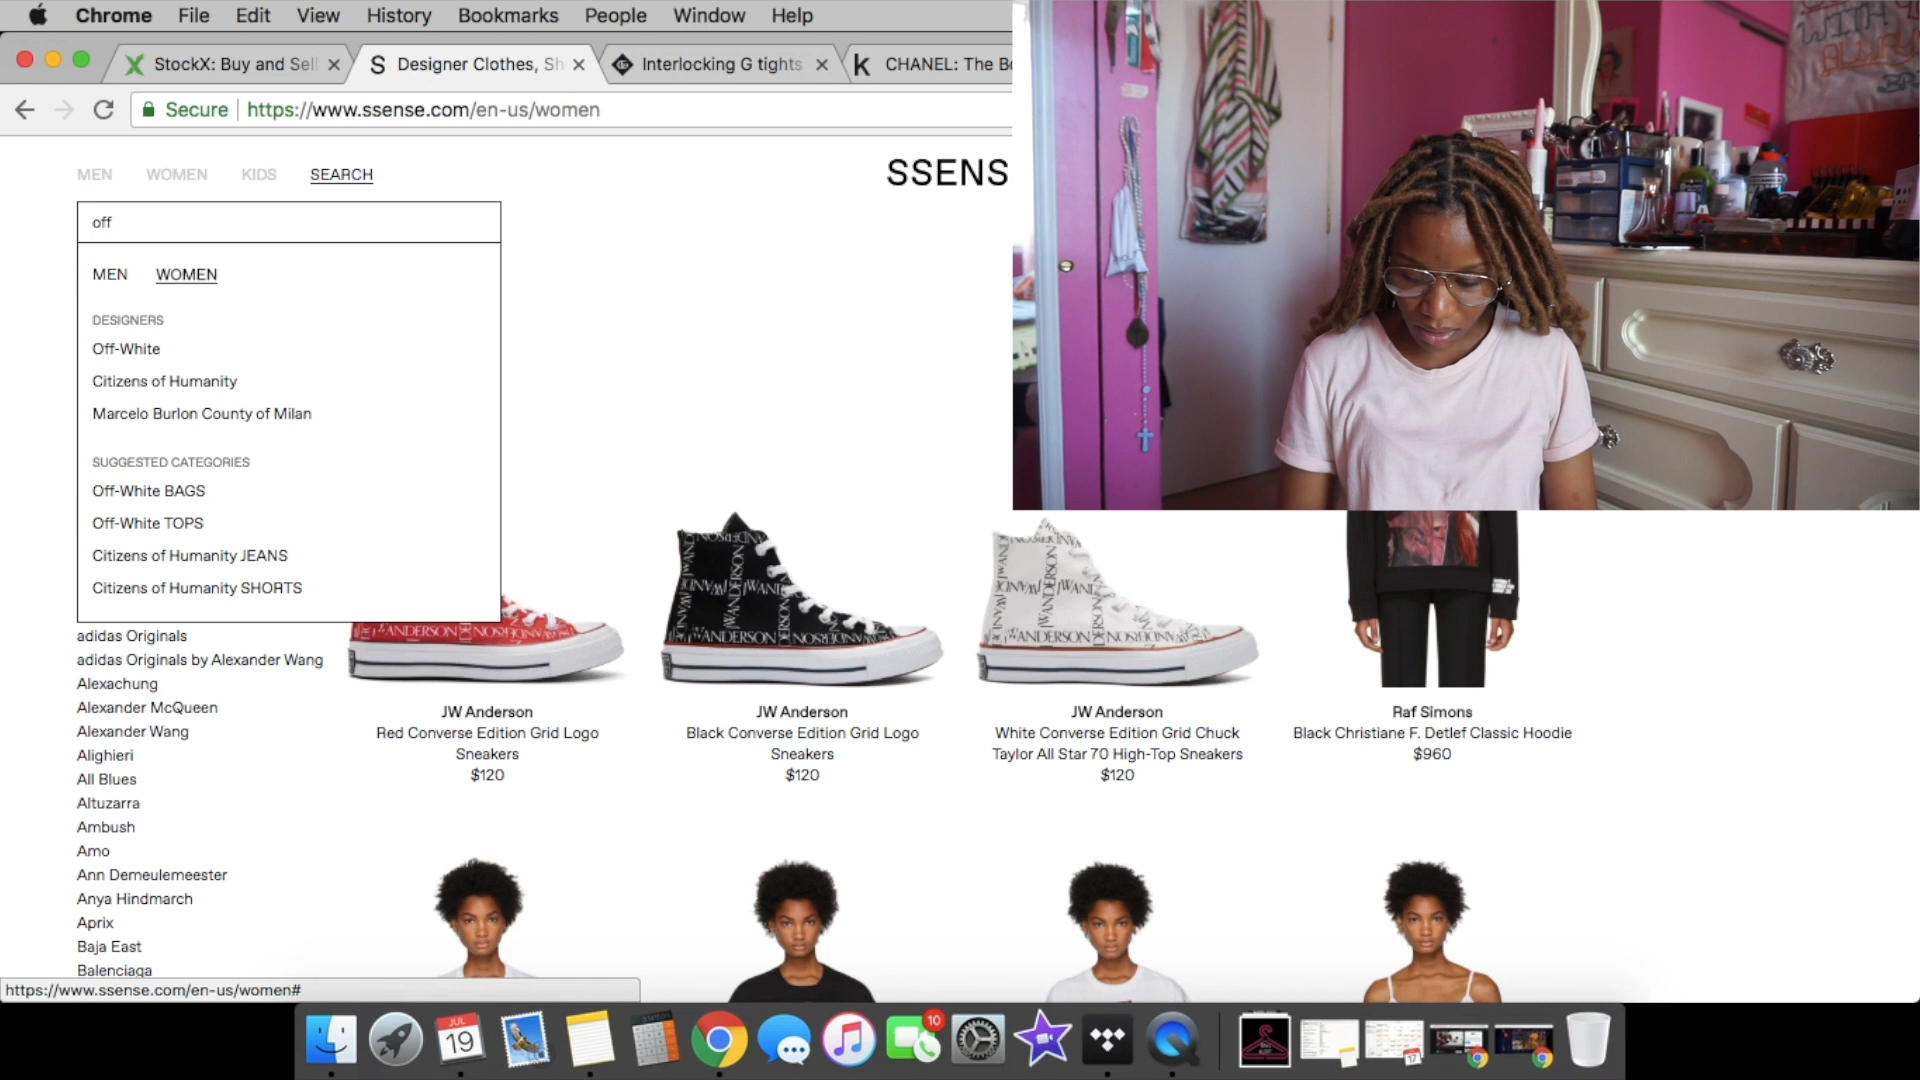 Chrome File Edit View History Bookmarks People Window Help
StockX: Buy and Sell
Designer Clothes, Sh
Interlocking G tights
CHANEL: The Bo
Secure https://www.ssense.com/en-us/women
MEN WOMEN KIDS SEARCH
SSENS
off
MEN WOMEN
DESIGNERS
Off-White
Citizens of Humanity
Marcelo Burlon County of Milan
SUGGESTED CATEGORIES
Off-White BAGS
Off-White TOPS
Citizens of Humanity JEANS
Citizens of Humanity SHORTS
adidas Originals
adidas Originals by Alexander Wang
Alexachung
Alexander McQueen
Alexander Wang
Alighieri
All Blues
Altuzarra
Ambush
Amo
Ann Demeulemeester
Anya Hindmarch
Aprix
Baja East
Balenciaga
JW Anderson
Red Converse Edition Grid Logo
Sneakers
$120
JW Anderson
Black Converse Edition Grid Logo
Sneakers
$120
JW Anderson
White Converse Edition Grid Chuck
Taylor All Star 70 High-Top Sneakers
$120
Raf Simons
Black Christiane F. Detlef Classic Hoodie
$960
https://www.ssense.com/en-us/women#
JUL
19
10
17